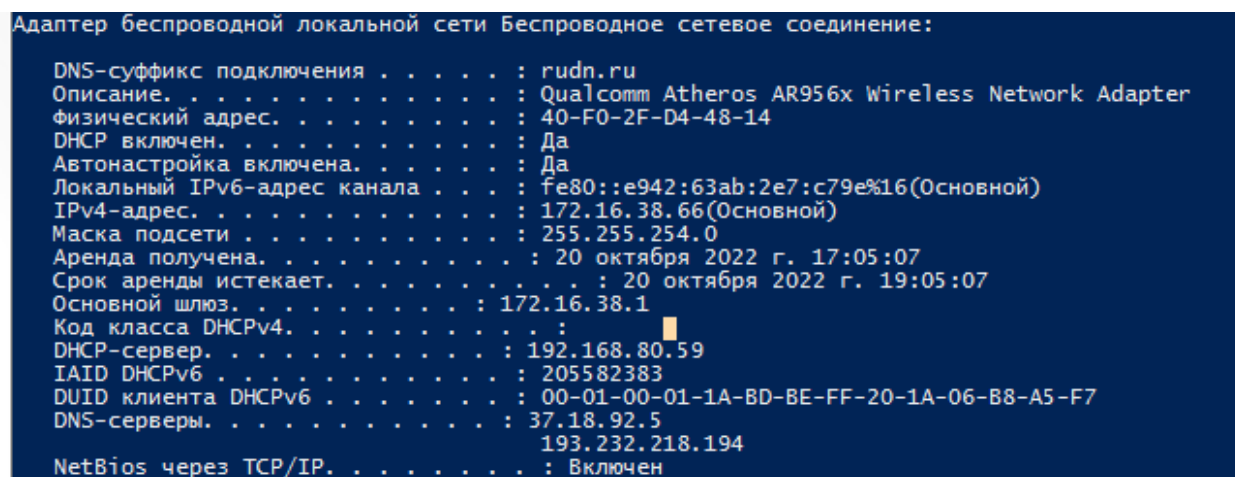 Адаптер беспроводной локальной сети Беспроводное сетевое соединение:
DNS-суффикс подключения . . . . . : rudn.ru
Описание. . . . . . . . . . . . . : Qualcomm Atheros AR956x Wireless Network Adapter
Физический адрес. . . . . . . . . : 40-F0-2F-D4-48-14
DHCP включен. . . . . . . . . . . : Да
Автонастройка включена. . . . . . : Да
Локальный IPv6-адрес канала . . . : fe80::e942:63ab:2e7:c79e%16(Основной)
IPv4-адрес. . . . . . . . . . . . : 172.16.38.66(Основной)
Маска подсети . . . . . . . . . . : 255.255.254.0
Аренда получена. . . . . . . . . . : 20 октября 2022 г. 17:05:07
Срок аренды истекает. . . . . . . . . . : 20 октября 2022 г. 19:05:07
Основной шлюз. . . . . . . . . : 172.16.38.1
Код класса DHCPv4. . . . . . . . . . . :
DHCP-сервер. . . . . . . . . . . : 192.168.80.59
IAID DHCPv6 . . . . . . . . . . . : 205582383
DUID клиента DHCPv6 . . . . . . . : 00-01-00-01-1A-BD-BE-FF-20-1A-06-B8-A5-F7
DNS-серверы. . . . . . . . . . . : 37.18.92.5
193.232.218.194
NetBios через TCP/IP. . . . . . . . : Включен